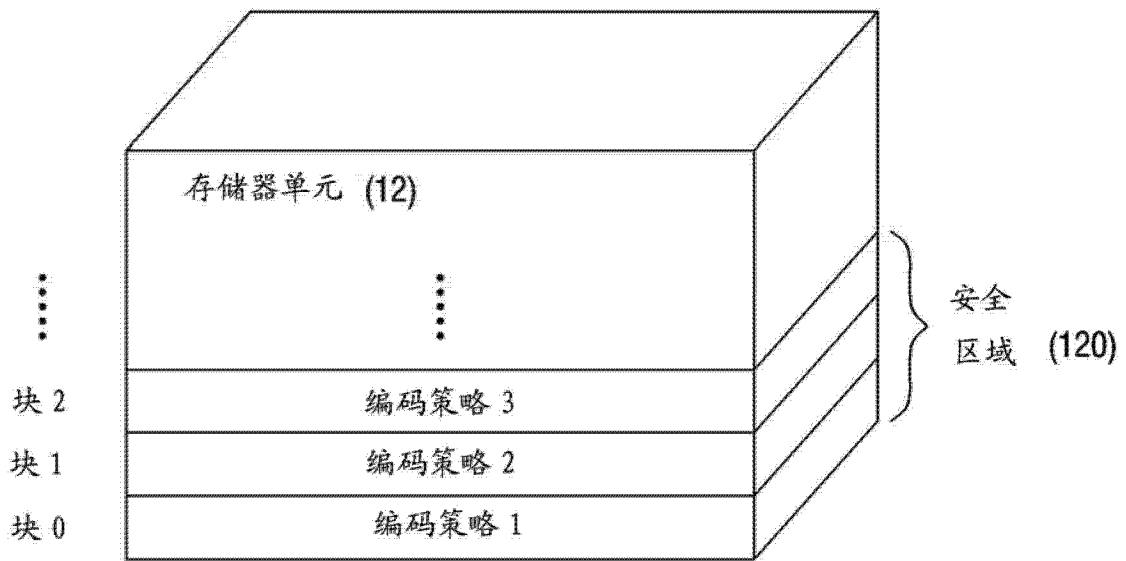 存储器单元 (12)
安全
区域 (120)
块 2 编码策略 3
块 1 编码策略 2
块 0 编码策略 1